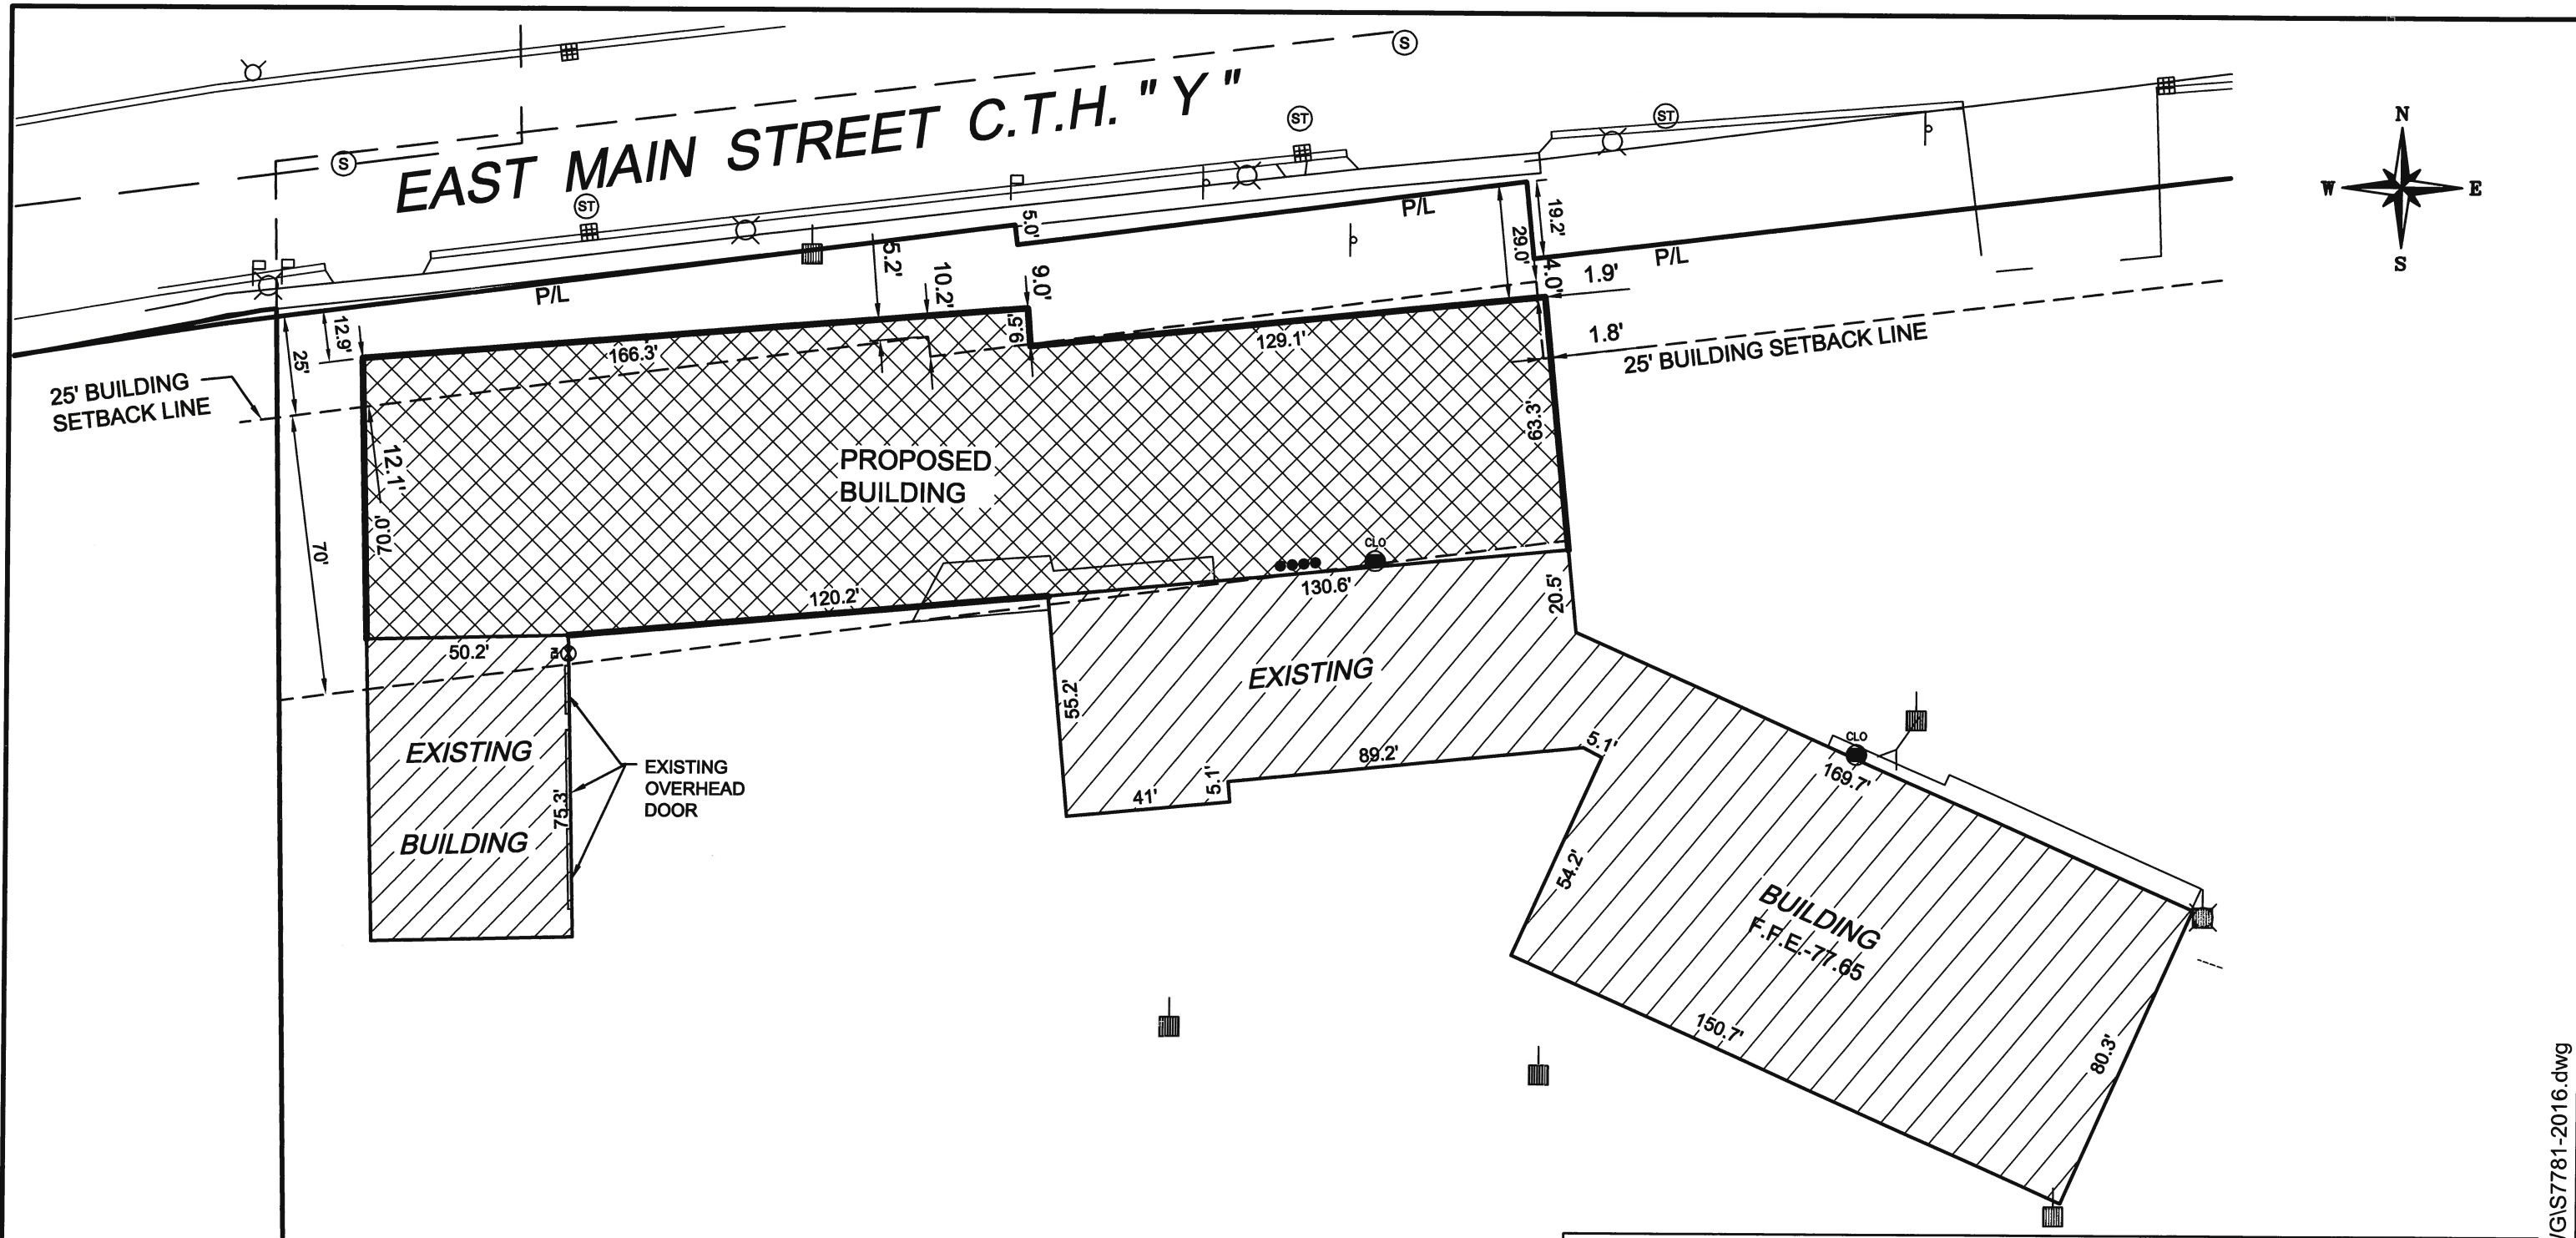 S
EAST MAIN STREET C.T.H. " Y "
S
ST
ST
ST
N
W
E
S
P/L
P/L
P/L
5.0'
19.2'
29.0'
4.0'
1.9'
1.8'
5.2'
10.2'
9.0'
9.5'
12.9'
25'
166.3'
129.1'
25' BUILDING SETBACK LINE
25' BUILDING
SETBACK LINE
12.1'
70.0'
70'
63.3'
PROPOSED
BUILDING
CLO
120.2'
130.6'
20.5'
50.2'
EXISTING
BUILDING
75.3'
EXISTING
OVERHEAD
DOOR
55.2'
EXISTING
89.2'
5.1'
41'
5.1'
54.2'
CLO
169.7'
BUILDING
F.F.E.-77.65
150.7'
80.3'
/G\S7781-2016.dwg